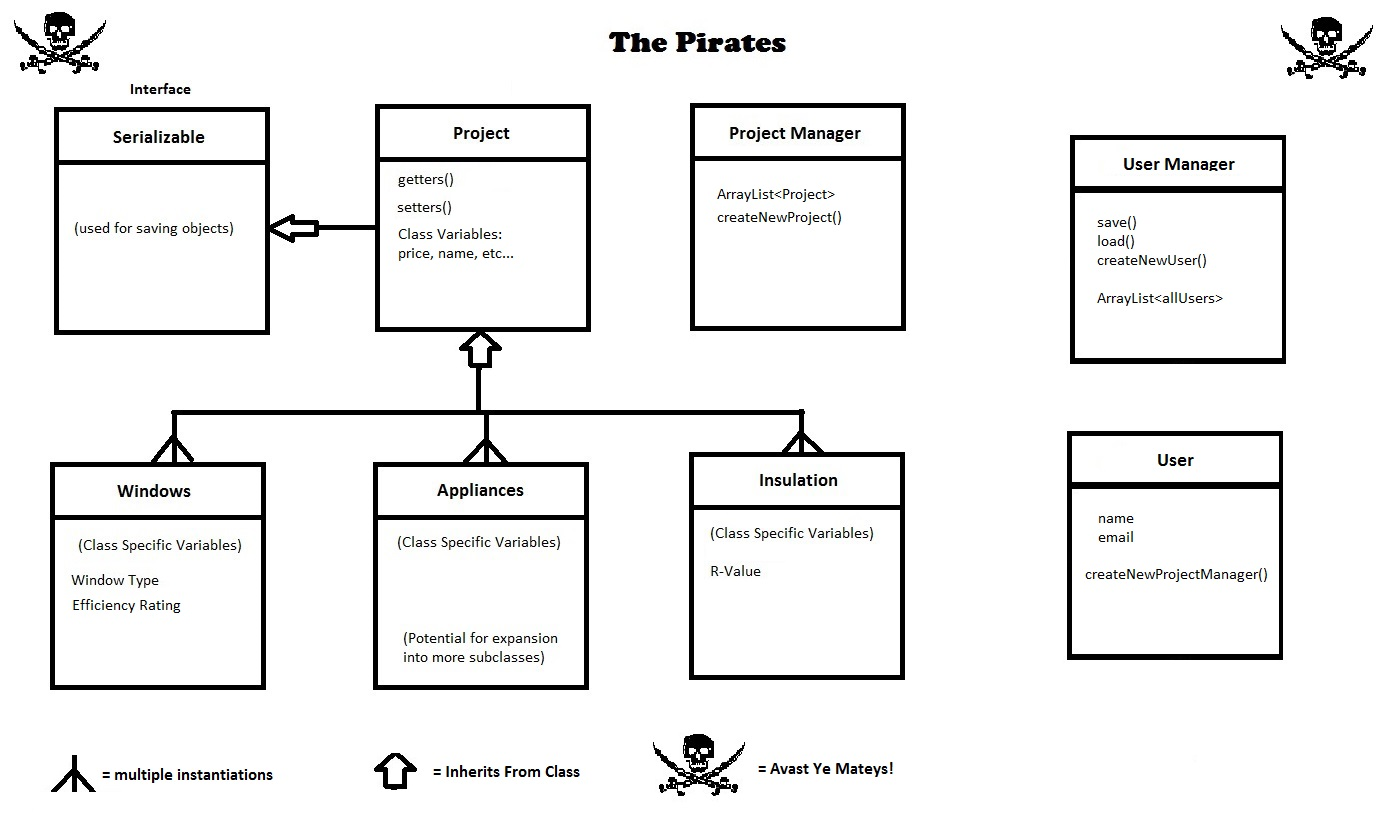 The Pirates
Interface
Serializable
(used for saving objects)
Project
getters()
setters()
Class Variables:
price, name, etc...
Project Manager
ArrayList<Project>
createNewProject()
User Manager
save()
load()
createNewUser()
ArrayList<allUsers>
Windows
(Class Specific Variables)
Window Type
Efficiency Rating
Appliances
(Class Specific Variables)
(Potential for expansion
into more subclasses)
Insulation
(Class Specific Variables)
R-Value
User
name
email
createNewProjectManager()
= multiple instantiations
= Inherits From Class
= Avast Ye Mateys!